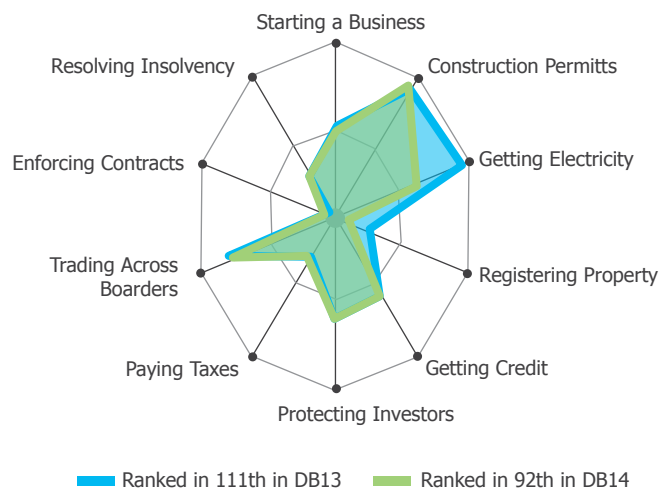 Starting a Business
Resolving Insolvency
Construction Permitts
Enforcing Contracts
Getting Electricity
Trading Across
Boarders
Registering Property
Paying Taxes
Getting Credit
Protecting Investors
Ranked in 111th in DB13
Ranked in 92th in DB14